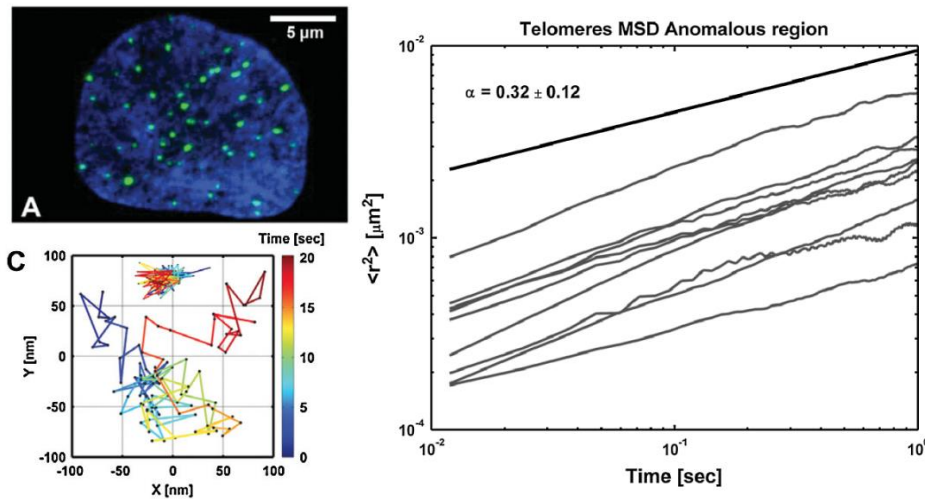 5 µm
A
Telomeres MSD Anomalous region
α = 0.32 ± 0.12
10⁻²
10⁻³
10⁻⁴
<r²> [µm²]
10⁻² 10⁻¹ 10⁰
Time [sec]
C
Time [sec]
100
50
0
-50
-100
Y [nm]
-100 -50 0 50 100
X [nm]
20
15
10
5
0